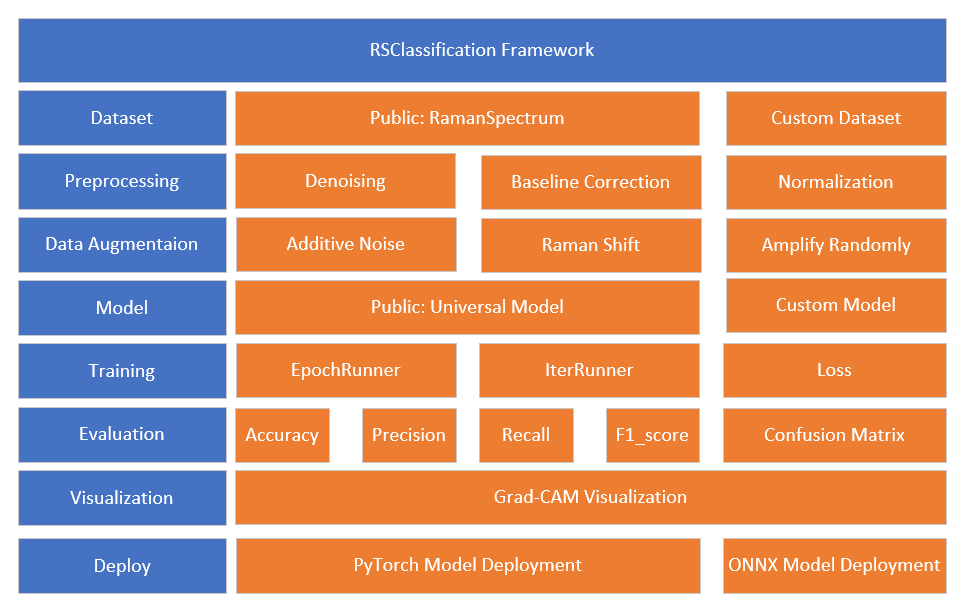 RSClassification Framework
Dataset
Public: RamanSpectrum
Custom Dataset
Preprocessing
Denoising
Baseline Correction
Normalization
Data Augmentaion
Additive Noise
Raman Shift
Amplify Randomly
Model
Public: Universal Model
Custom Model
Training
EpochRunner
IterRunner
Loss
Evaluation
Accuracy
Precision
Recall
F1_score
Confusion Matrix
Visualization
Grad-CAM Visualization
Deploy
PyTorch Model Deployment
ONNX Model Deployment